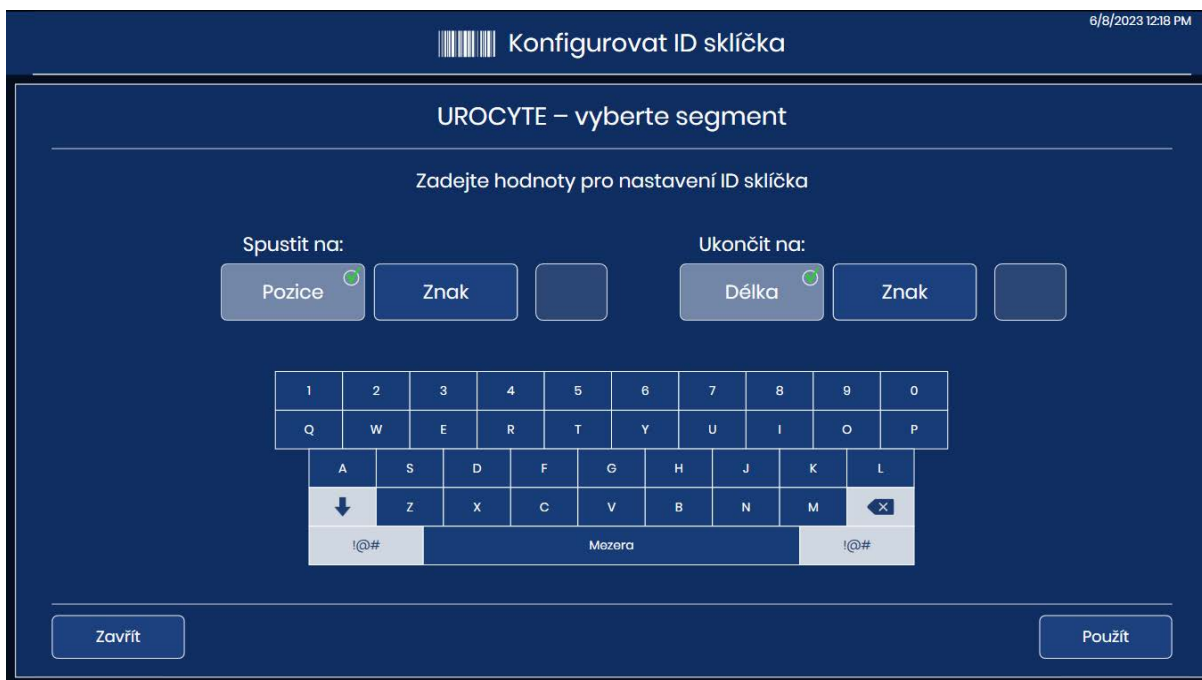 6/8/2023 12:18 PM
Konfigurovat ID sklíčka
UROCYTE – vyberte segment
Zadejte hodnoty pro nastavení ID sklíčka
Spustit na: Ukončit na:
Pozice Znak Délka Znak
1 2 3 4 5 6 7 8 9 0
Q W E R T Y U I O P
A S D F G H J K L
Z X C V B N M
!@# Mezera !@#
Zavřít Použít